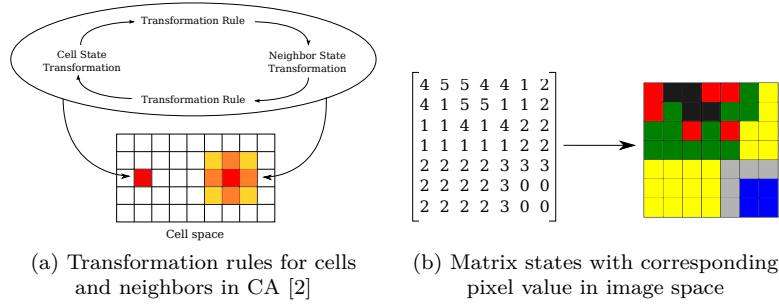 Transformation Rule
Cell State
Transformation
Neighbor State
Transformation
Transformation Rule
Cell space
4 5 5 4 4 1 2
4 1 5 5 1 1 2
1 1 4 1 4 2 2
1 1 1 1 1 2 2
2 2 2 2 3 3 3
2 2 2 2 3 0 0
2 2 2 2 3 0 0
(a) Transformation rules for cells
and neighbors in CA [2]
(b) Matrix states with corresponding
pixel value in image space